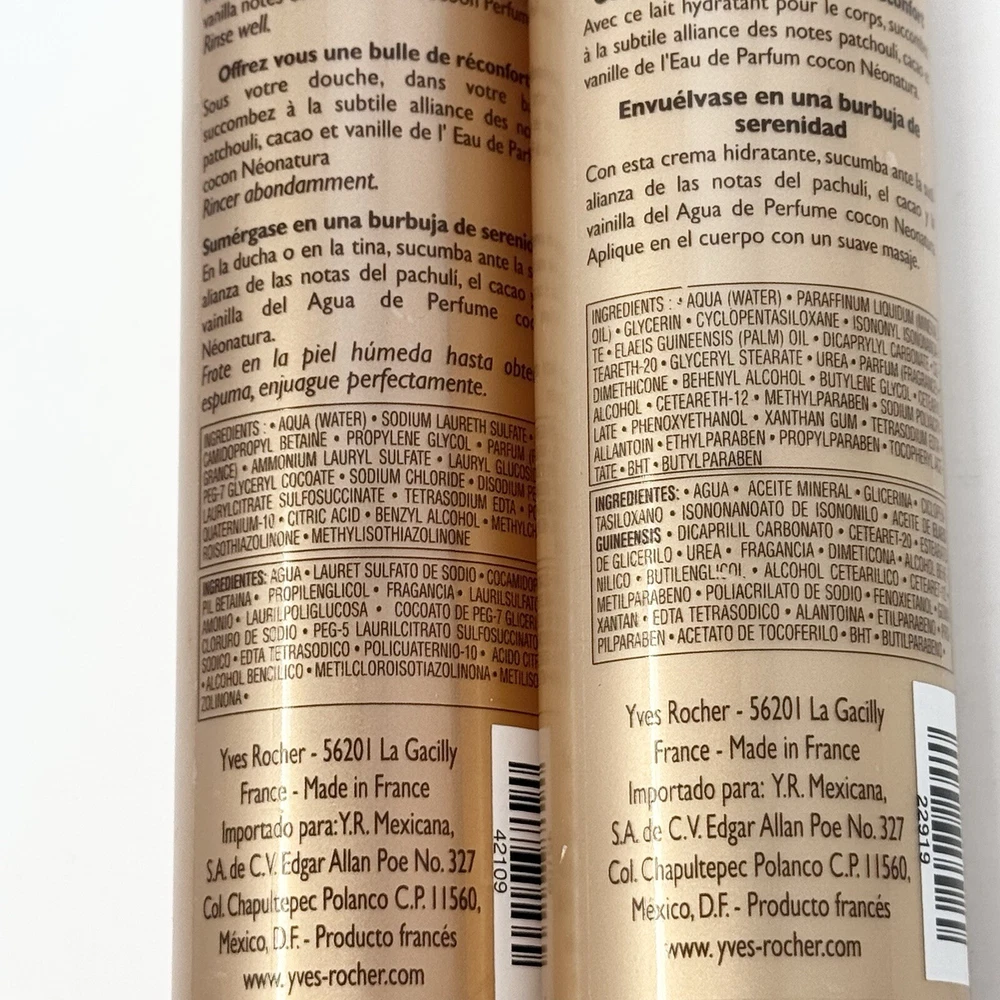 vanilla notes
Rinse well.
Offrez vous une bulle de réconfort
Sous votre douche, dans votre
succombez à la subtile alliance des
patchouli, cacao et vanille de l' Eau de
cocon Néonatura
Rincer abondamment.
Sumérgase en una burbuja de
En la ducha o en la tina, sucumba ante la
alianza de las notas del pachulí, el cacao
vainilla del Agua de Perfume
Néonatura.
Frote en la piel húmeda hasta
espuma, enjuague perfectamente.
INGREDIENTS : • AQUA (WATER) • SODIUM LAURETH SULFATE •
CAMIDOPROPYL BETAINE • PROPYLENE GLYCOL • PARFUM
GRANCE) • AMMONIUM LAURYL SULFATE • LAURYL
PEG-7 GLYCERYL COCOATE • SODIUM CHLORIDE • DISODIUM
LAURYLCITRATE SULFOSUCCINATE • TETRASODIUM EDTA •
QUATERNIUM-10 • CITRIC ACID • BENZYL ALCOHOL •
ROISOTHIAZOLINONE • METHYLISOTHIAZOLINONE
INGREDIENTES: AGUA • LAURET SULFATO DE SODIO •
PIL BETAINA • PROPILENGLICOL • FRAGANCIA •
AMONIO • LAURILPOLIGLUCOSA • COCOATO DE PEG-7
CLORURO DE SODIO • PEG-5 LAURILCITRATO SULFOSUCCINATO
SODICO • EDTA TETRASODICO • POLICUATERNIO-10 • ACIDO
• ALCOHOL BENCILICO • METILCLOROISOTIAZOLINONA •
ZOLINONA •
Yves Rocher - 56201 La Gacilly
France - Made in France
Importado para: Y.R. Mexicana,
S.A. de C.V. Edgar Allan Poe No. 327
Col. Chapultepec Polanco C.P. 11560,
México, D.F. - Producto francés
www. yves-rocher.com
42109
Avec ce lait hydratant pour le corps,
à la subtile alliance des notes patchouli, cacao
vanille de l'Eau de Parfum cocon Néonatura.
Envuélvase en una burbuja de
serenidad
Con esta crema hidratante, sucumba ante la
alianza de las notas del pachulí, el cacao y
vainilla del Agua de Perfume cocon
Aplique en el cuerpo con un suave masaje.
INGREDIENTS : • AQUA (WATER) • PARAFFINUM LIQUIDUM
OIL) • GLYCERIN • CYCLOPENTASILOXANE • ISONONYL
TE • ELAEIS GUINEENSIS (PALM) OIL • DICAPRYLYL CARBONATE •
TEARETH-20 • GLYCERYL STEARATE • UREA • PARFUM
DIMETHICONE • BEHENYL ALCOHOL • BUTYLENE GLYCOL •
ALCOHOL • CETEARETH-12 • METHYLPARABEN • SODIUM
LATE • PHENOXYETHANOL • XANTHAN GUM • TETRASODIUM EDTA •
ALLANTOIN • ETHYLPARABEN • PROPYLPARABEN •
TATE • BHT • BUTYLPARABEN
INGREDIENTES: • AGUA • ACEITE MINERAL • GLICERINA •
TASILOXANO • ISONONANOATO DE ISONONILO • ACEITE DE
GUINEENSIS • DICAPRILIL CARBONATO • CETEARET-20 •
DE GLICERILO • UREA • FRAGANCIA • DIMETICONA • ALCOHOL
NILICO • BUTILENGLICOL • ALCOHOL CETEARILICO •
METILPARABENO • POLIACRILATO DE SODIO • FENOXIETANOL •
XANTAN • EDTA TETRASODICO • ALANTOINA • ETILPARABENO •
PILPARABEN • ACETATO DE TOCOFERILO • BHT • BUTILPARABENO •
Yves Rocher - 56201 La Gacilly
France - Made in France
Importado para: Y.R. Mexicana,
S.A. de C.V. Edgar Allan Poe No. 327
Col. Chapultepec Polanco C.P. 11560,
México, D.F. - Producto francés
www. yves-rocher.com
22919